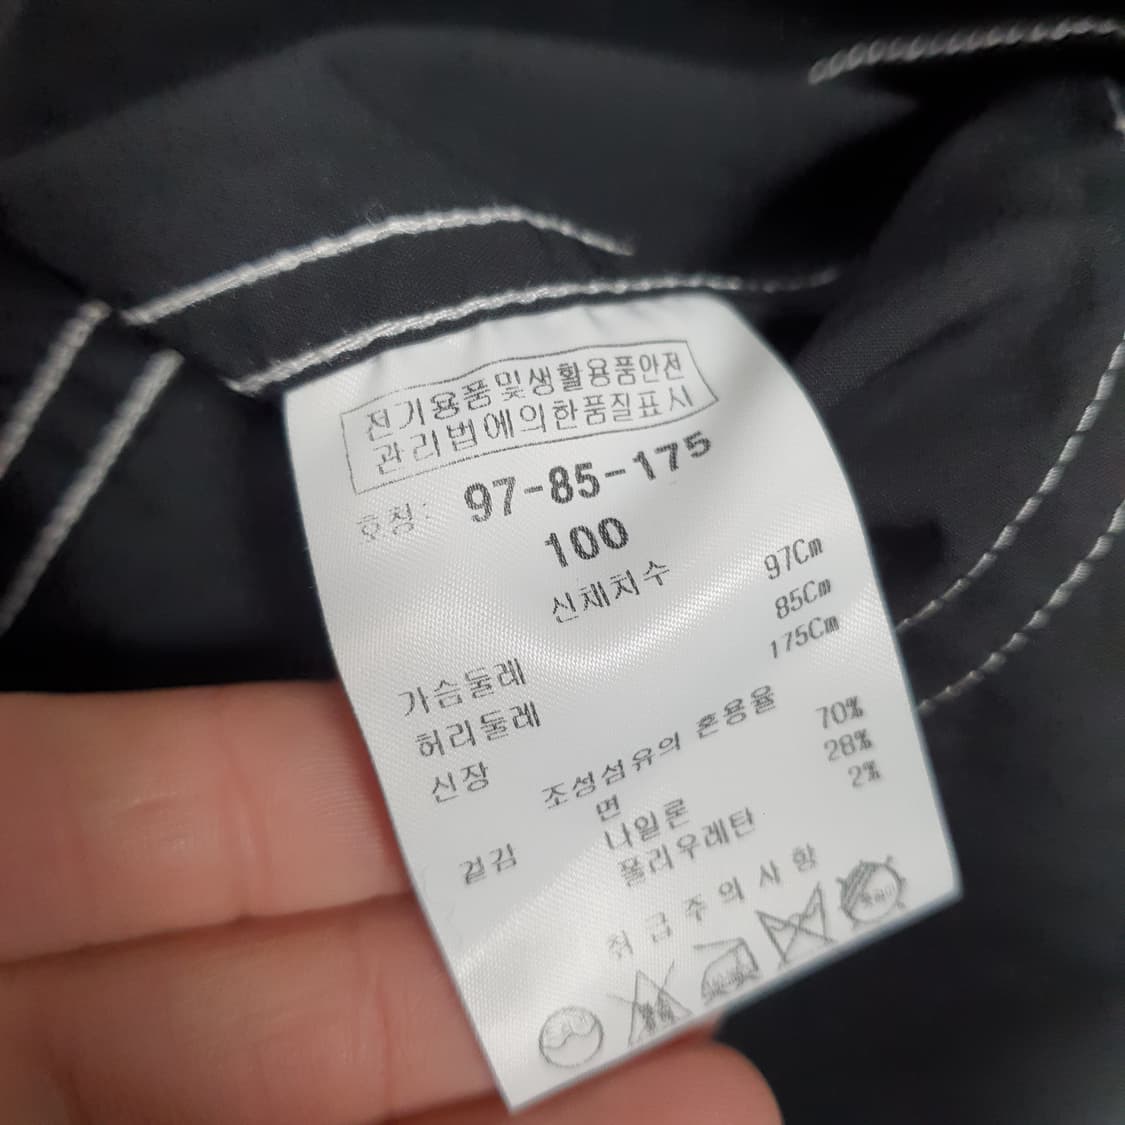 전기용품및생활용품안전
관리법에의한품질표시
호칭: 97-85-175
100
신체치수
가슴둘레 97Cm
허리둘레 85Cm
신장 175Cm
조성섬유의 혼용율
겉감 면 70%
나일론 28%
폴리우레탄 2%
취급주의사항